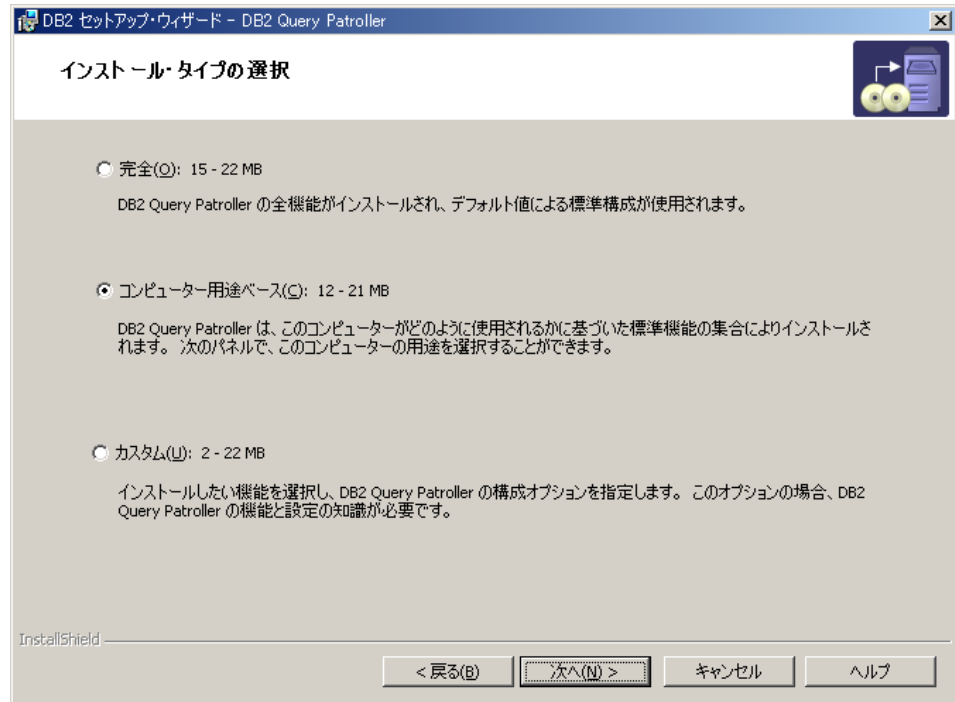 DB2 セットアップ・ウィザード - DB2 Query Patroller
インストール・タイプの選択
完全(O): 15 - 22 MB
DB2 Query Patroller の全機能がインストールされ、デフォルト値による標準構成が使用されます。
コンピューター用途ベース(C): 12 - 21 MB
DB2 Query Patroller は、このコンピューターがどのように使用されるかに基づいた標準機能の集合によりインストールさ
れます。 次のパネルで、このコンピューターの用途を選択することができます。
カスタム(U): 2 - 22 MB
インストールしたい機能を選択し、DB2 Query Patroller の構成オプションを指定します。 このオプションの場合、DB2
Query Patroller の機能と設定の知識が必要です。
InstallShield
< 戻る(B) 次へ(N) > キャンセル ヘルプ